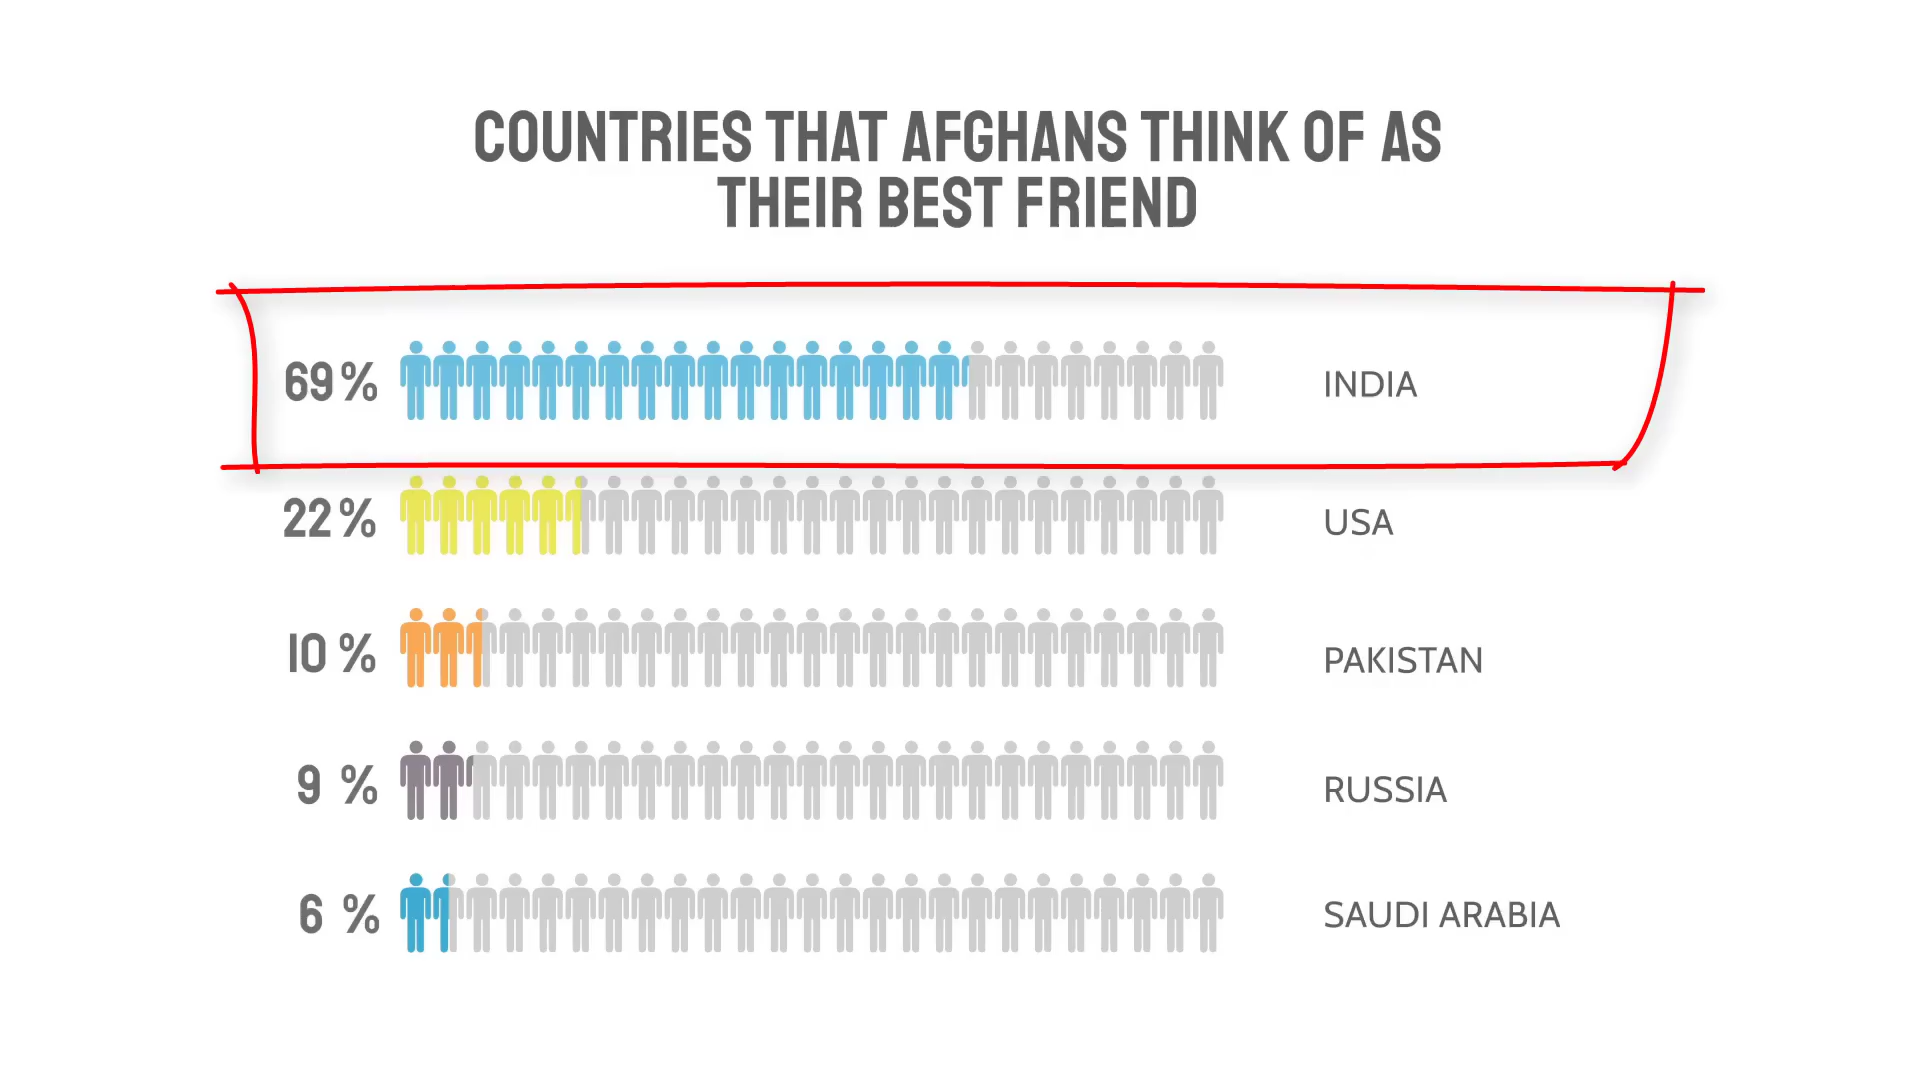 COUNTRIES THAT AFGHANS THINK OF AS
THEIR BEST FRIEND
69% INDIA
22% USA
10% PAKISTAN
9% RUSSIA
6% SAUDI ARABIA